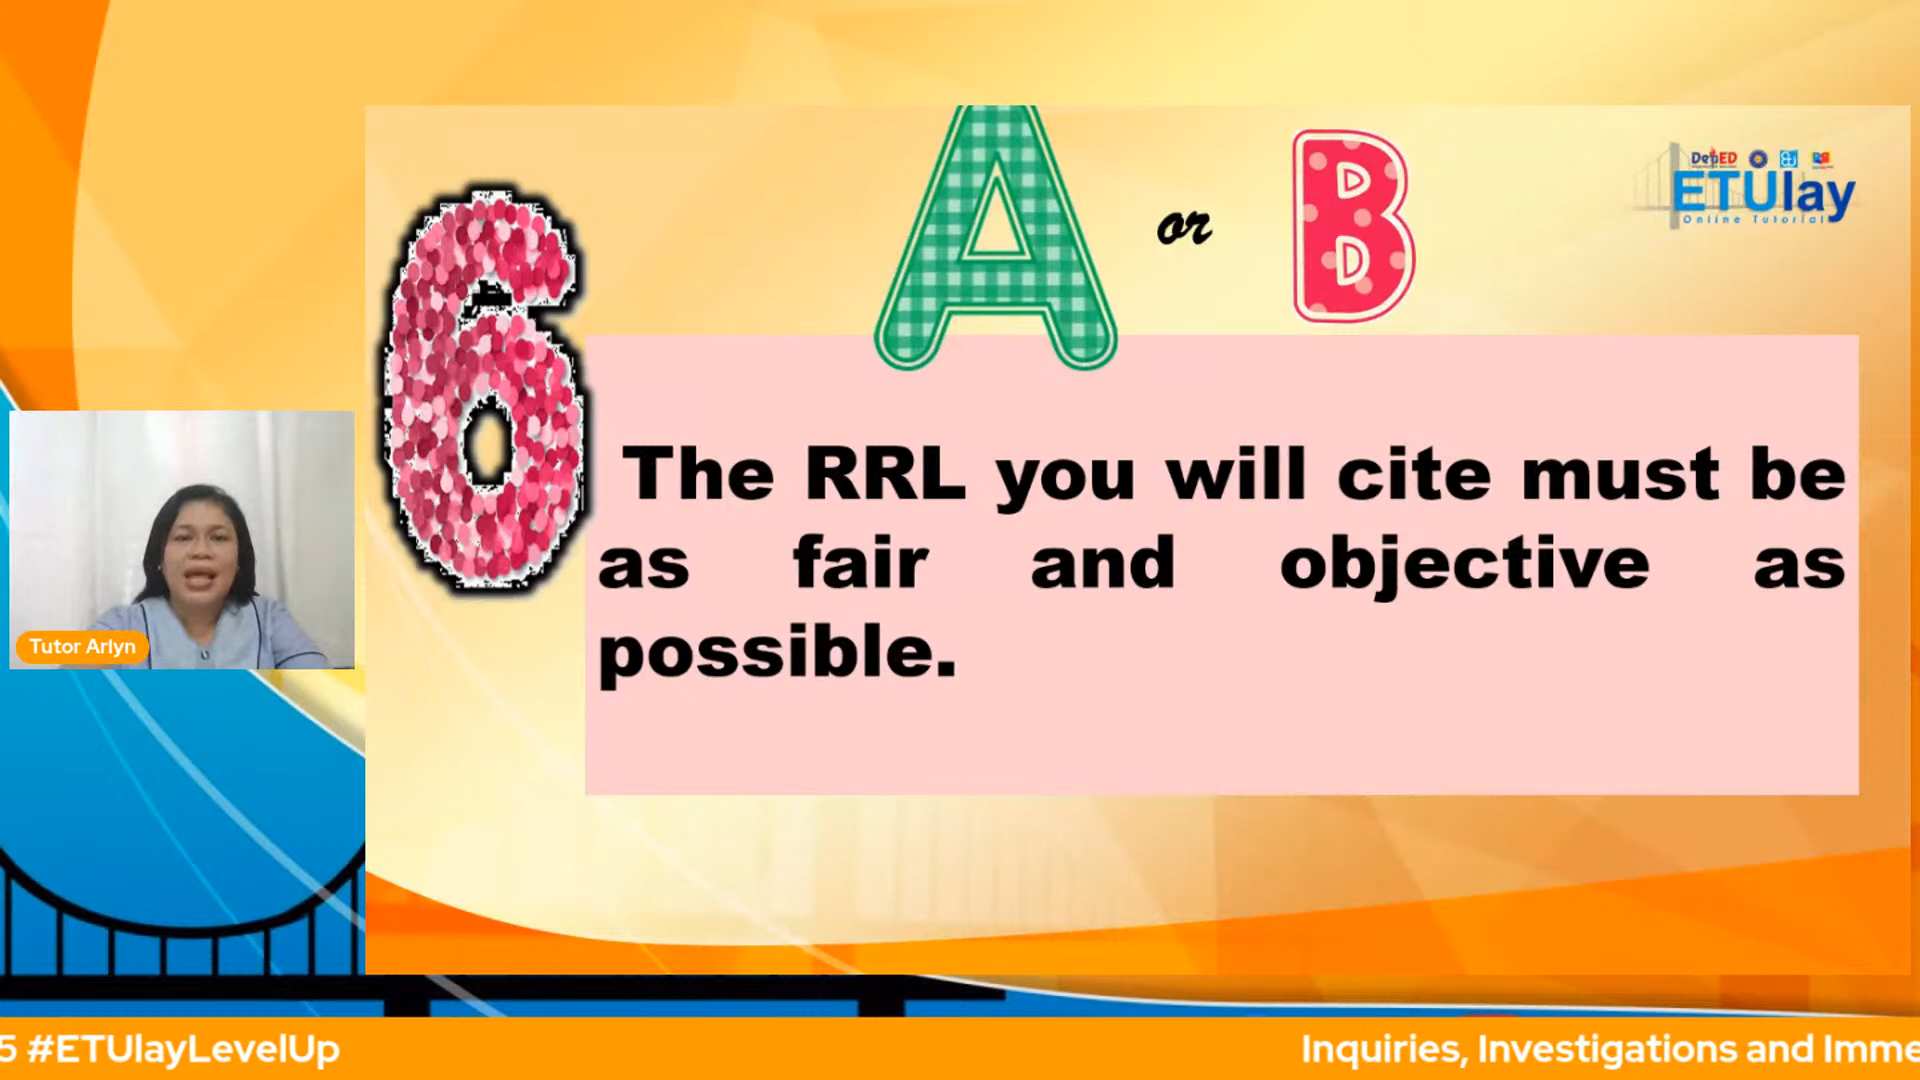 A or B
DepED
ETUlay
Online Tutorial
6
The RRL you will cite must be
as fair and objective as
possible.
Tutor Arlyn
5 #ETUlayLevelUp
Inquiries, Investigations and Imme